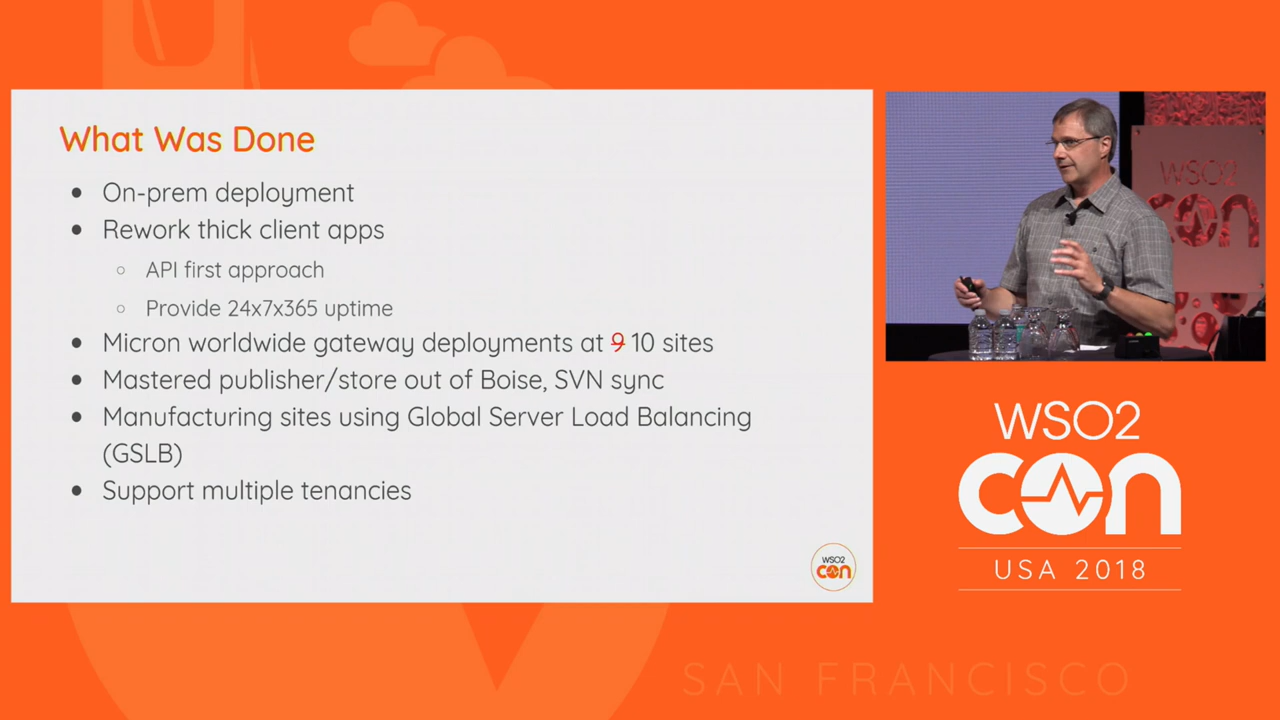 What Was Done
• On-prem deployment
• Rework thick client apps
○ API first approach
○ Provide 24x7x365 uptime
• Micron worldwide gateway deployments at 9 10 sites
• Mastered publisher/store out of Boise, SVN sync
• Manufacturing sites using Global Server Load Balancing
(GSLB)
• Support multiple tenancies
WSO2
con
WSO2
con
WSO2
con
USA 2018
SAN FRANCISCO